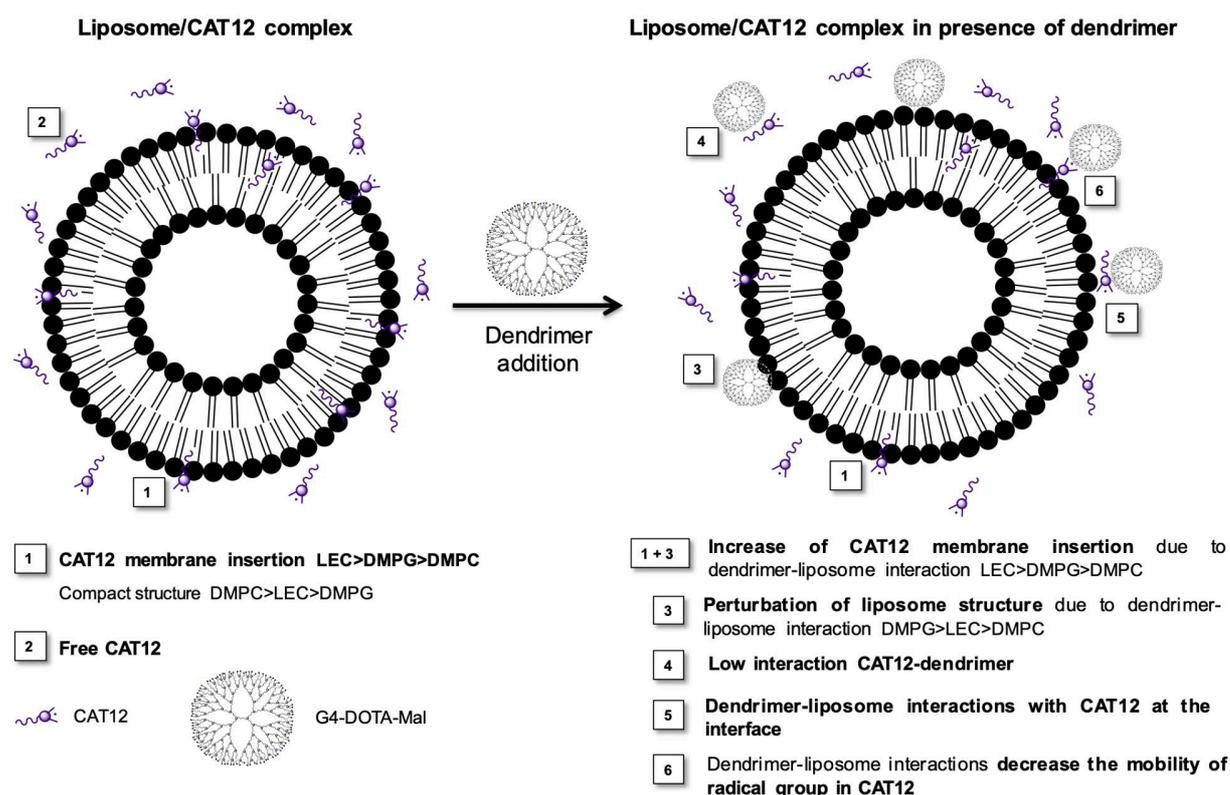 Liposome/CAT12 complex
Liposome/CAT12 complex in presence of dendrimer
2
1
Dendrimer
addition
4
6
5
3
1
1 CAT12 membrane insertion LEC>DMPG>DMPC
Compact structure DMPC>LEC>DMPG
2 Free CAT12
CAT12
G4-DOTA-Mal
1 + 3 Increase of CAT12 membrane insertion due to
dendrimer-liposome interaction LEC>DMPG>DMPC
3 Perturbation of liposome structure due to dendrimer-
liposome interaction DMPG>LEC>DMPC
4 Low interaction CAT12-dendrimer
5 Dendrimer-liposome interactions with CAT12 at the
interface
6 Dendrimer-liposome interactions decrease the mobility of
radical group in CAT12